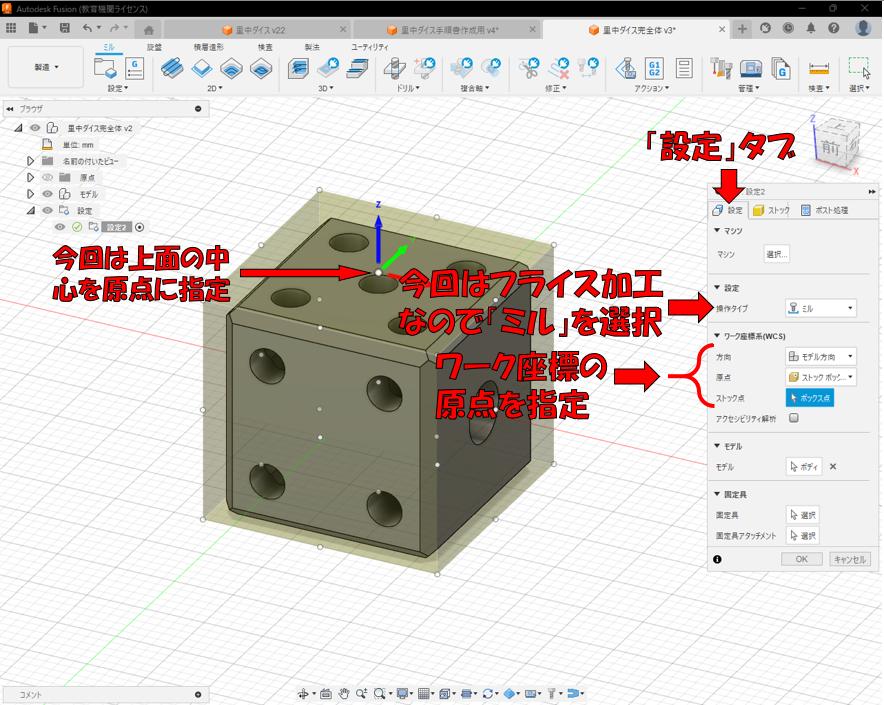 Autodesk Fusion (教育機関ライセンス)
里中ダイス v22
里中ダイス手順書作成用 v4*
里中ダイス完全体 v3*
ミル 旋盤 積層造形 検査 製法 ユーティリティ
製造
G1
G2
設定 2D 3D ドリル 複合軸 修正 アクション 管理 検査 選択
ブラウザ
里中ダイス完全体 v2
単位: mm
名前の付いたビュー
原点
モデル
設定
設定2
「設定」タブ
Z
前
X
設定2
設定 ストック ポスト処理
マシン
マシン 選択...
設定
操作タイプ ミル
ワーク座標系(WCS)
方向 モデル方向
原点 ストック ボック...
ストック点 ボックス点
アクセシビリティ解析
モデル
モデル ボディ
固定具
固定具 選択
固定具アタッチメント 選択
OK キャンセル
Z
今回は上面の中
心を原点に指定
今回はフライス加工
なので「ミル」を選択
ワーク座標の
原点を指定
コメント